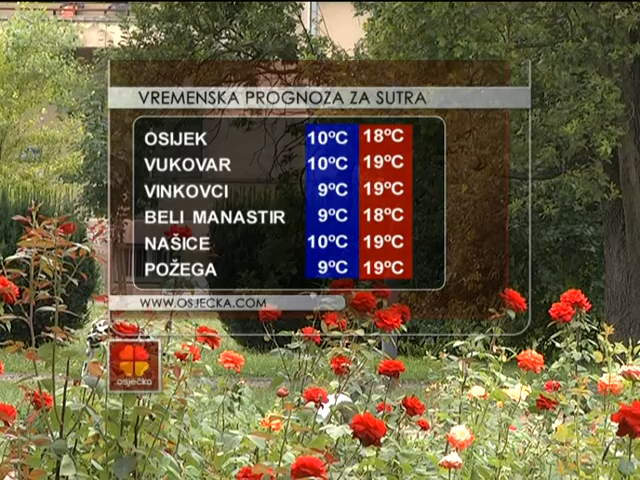 VREMENSKA PROGNOZA ZA SUTRA
OSIJEK 10ºC 18ºC
VUKOVAR 10ºC 19ºC
VINKOVCI 9ºC 19ºC
BELI MANASTIR 9ºC 18ºC
NAŠICE 10ºC 19ºC
POŽEGA 9ºC 19ºC
WWW.OSJECKA.COM
osječka